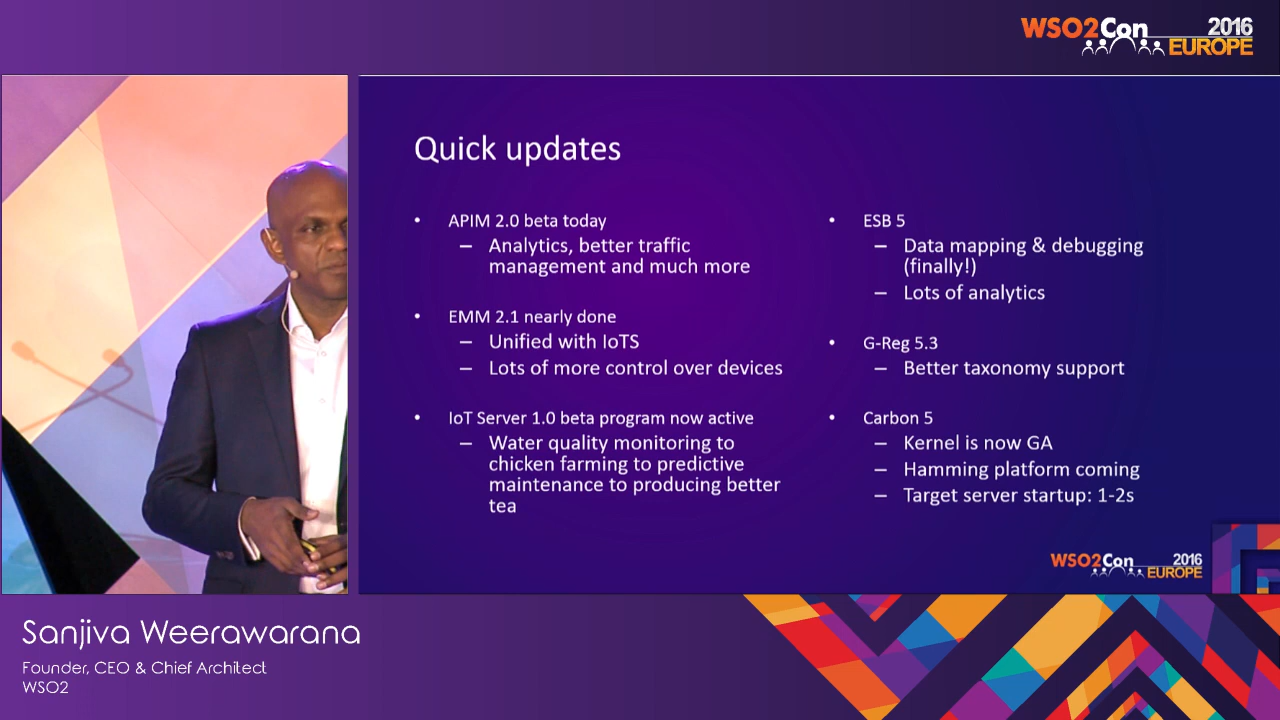 WSO2Con 2016
EUROPE
Quick updates
• APIM 2.0 beta today
– Analytics, better traffic
management and much more
• EMM 2.1 nearly done
– Unified with IoTS
– Lots of more control over devices
• IoT Server 1.0 beta program now active
– Water quality monitoring to
chicken farming to predictive
maintenance to producing better
tea
• ESB 5
– Data mapping & debugging
(finally!)
– Lots of analytics
• G-Reg 5.3
– Better taxonomy support
• Carbon 5
– Kernel is now GA
– Hamming platform coming
– Target server startup: 1-2s
WSO2Con 2016
EUROPE
Sanjiva Weerawarana
Founder, CEO & Chief Architect
WSO2